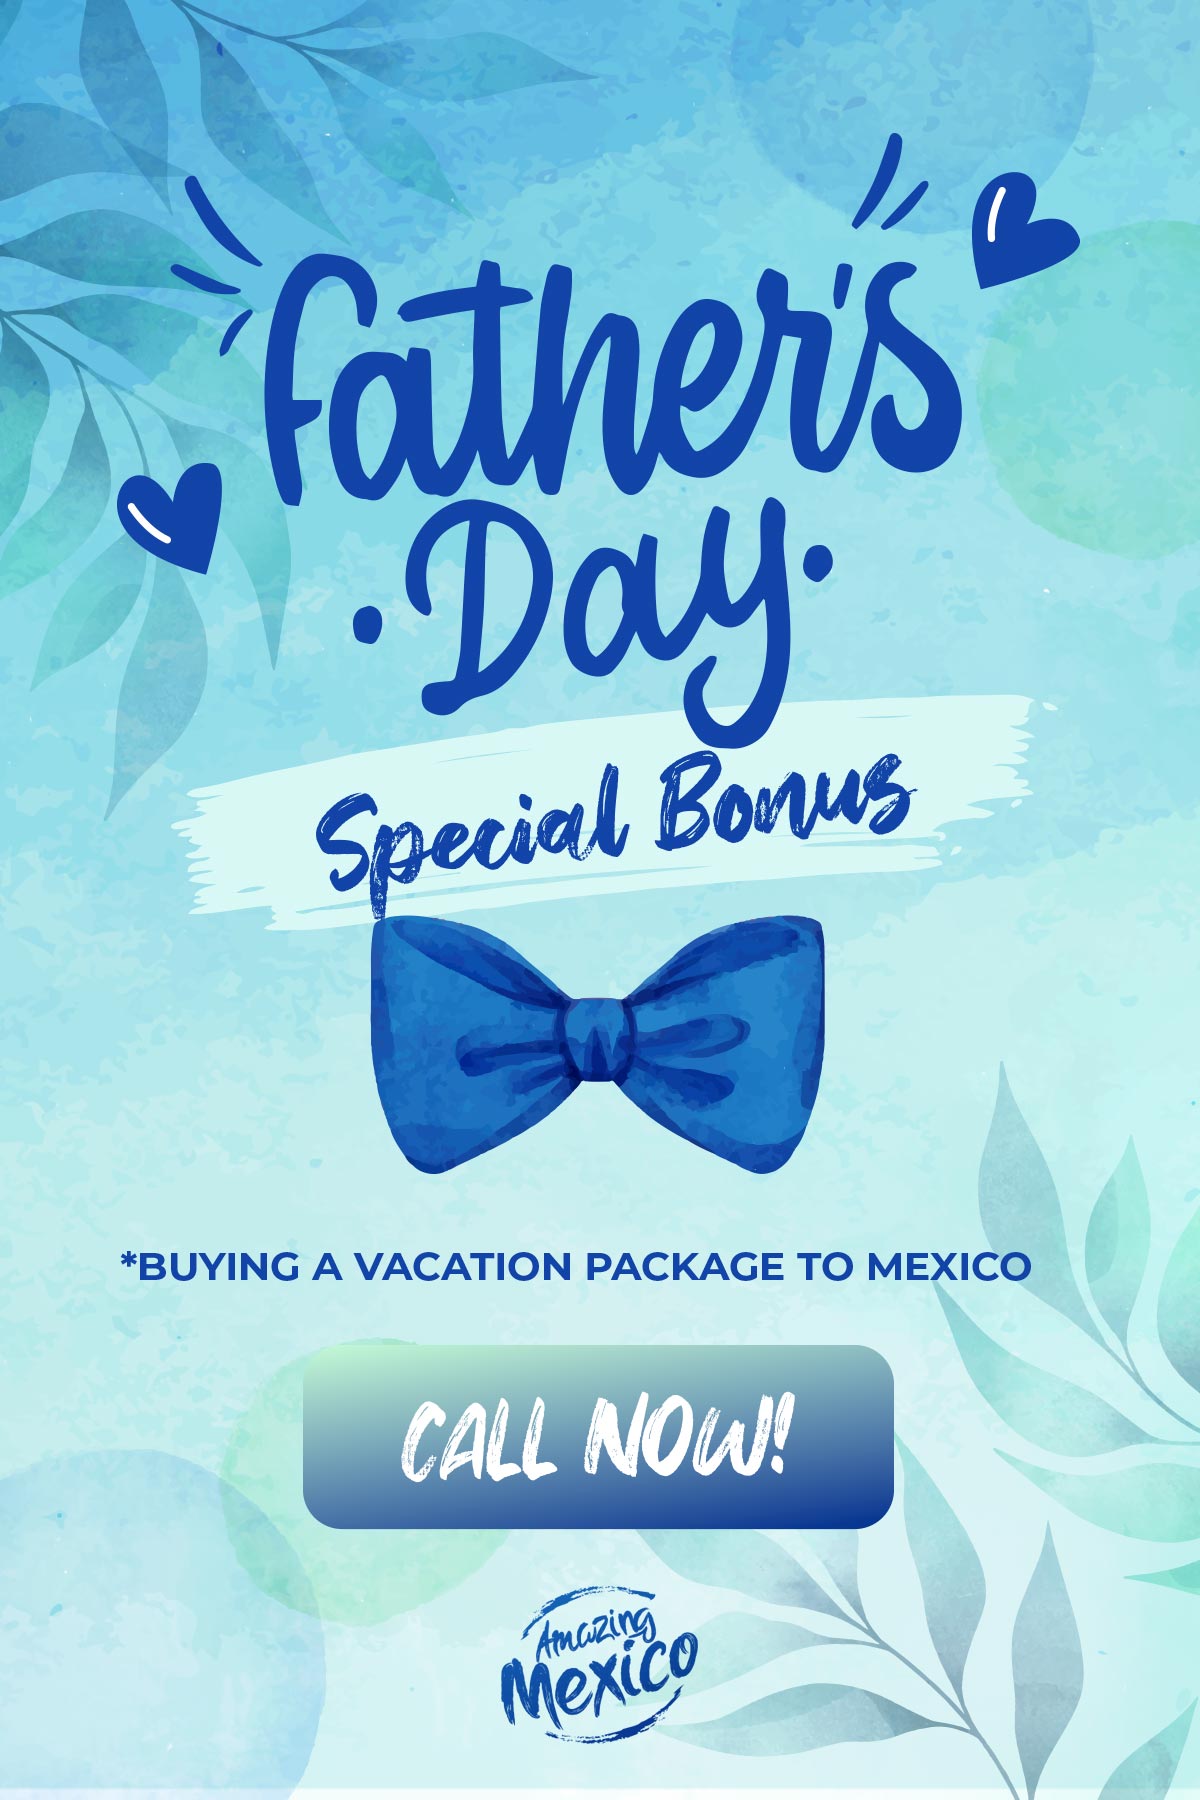 Father's
Day
Special Bonus
*BUYING A VACATION PACKAGE TO MEXICO
CALL NOW!
Amazing
Mexico